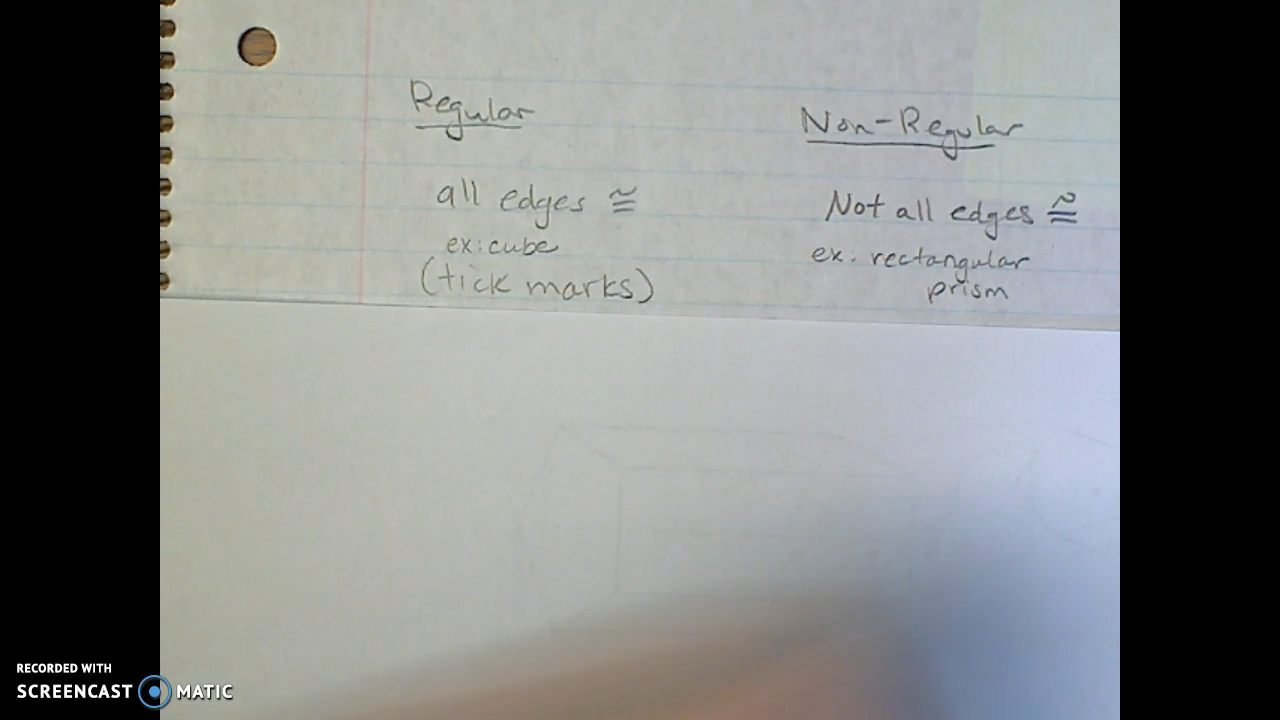 Regular
all edges ≅
ex: cube
(tick marks)
Non-Regular
Not all edges ≅
ex: rectangular
prism
RECORDED WITH
SCREENCAST MATIC